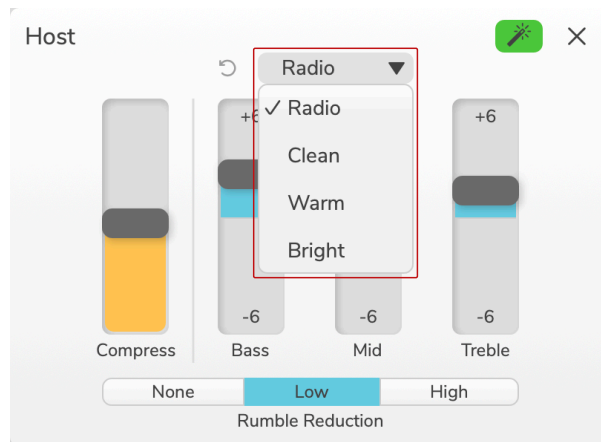 Host
Radio
Radio
Clean
Warm
Bright
+6
+6
-6
-6
-6
Compress
Bass
Mid
Treble
None
Low
High
Rumble Reduction